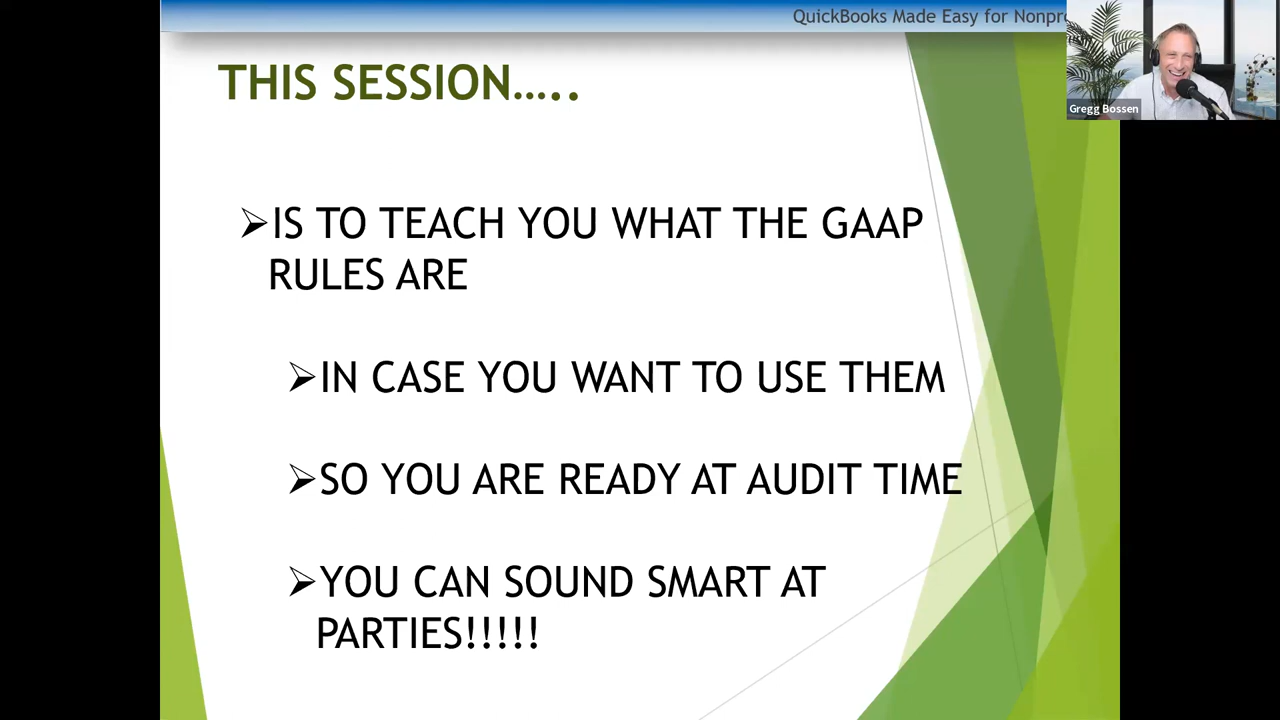 QuickBooks Made Easy for Nonpr
Gregg Bossen
THIS SESSION.....
➢IS TO TEACH YOU WHAT THE GAAP
RULES ARE
➢IN CASE YOU WANT TO USE THEM
➢SO YOU ARE READY AT AUDIT TIME
➢YOU CAN SOUND SMART AT
PARTIES!!!!!